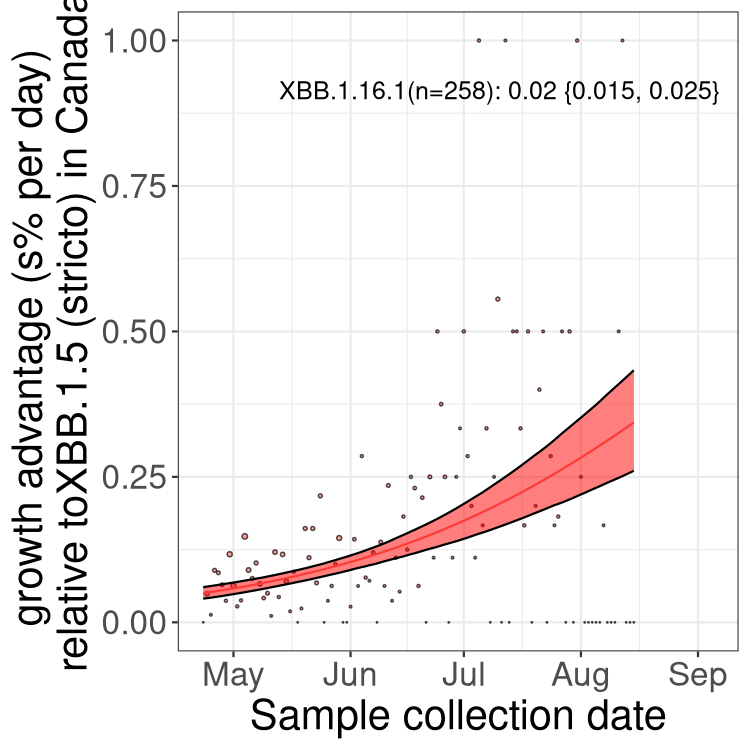 growth advantage (s% per day)
relative toXBB.1.5 (stricto) in Canada
1.00
0.75
0.50
0.25
0.00
XBB.1.16.1(n=258): 0.02 {0.015, 0.025}
May Jun Jul Aug Sep
Sample collection date